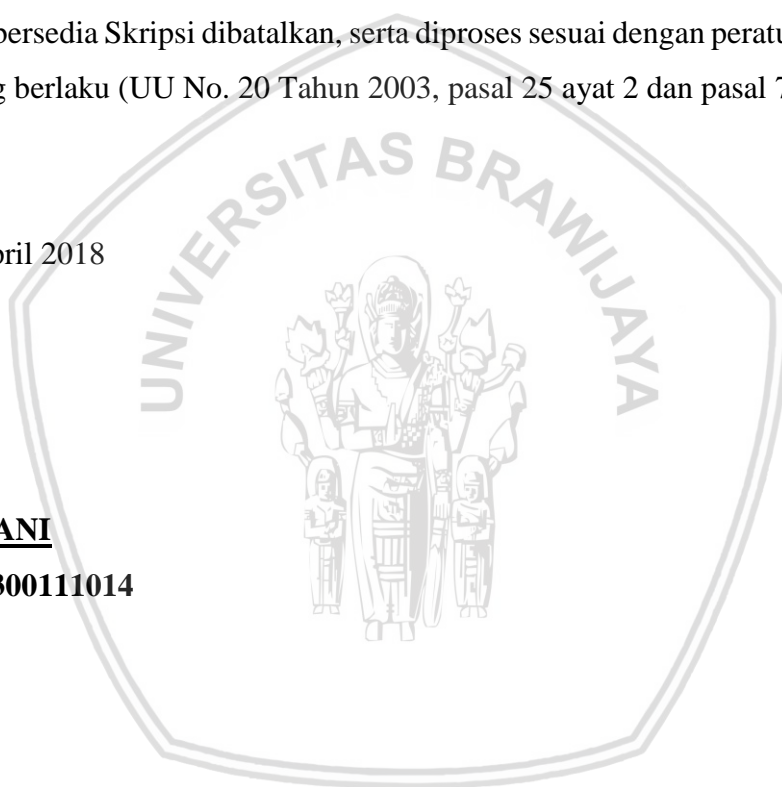 bersedia Skripsi dibatalkan, serta diproses sesuai dengan peratu
g berlaku (UU No. 20 Tahun 2003, pasal 25 ayat 2 dan pasal 7
UNIVERSITAS BRAWIJAYA
pril 2018
ANI
300111014